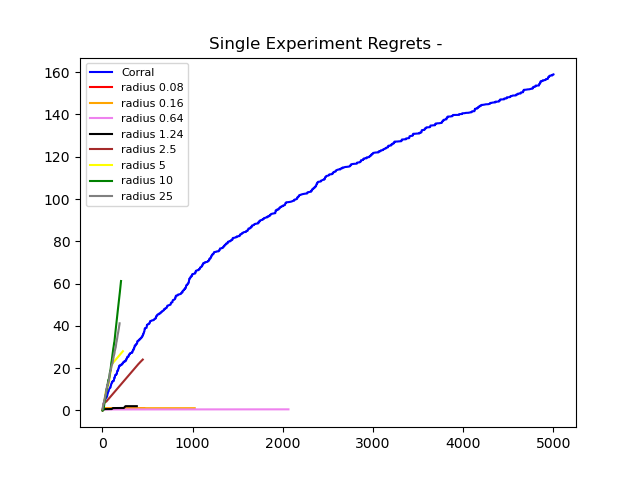 Single Experiment Regrets -
160
140
120
100
80
60
40
20
0
Corral
radius 0.08
radius 0.16
radius 0.64
radius 1.24
radius 2.5
radius 5
radius 10
radius 25
0 1000 2000 3000 4000 5000